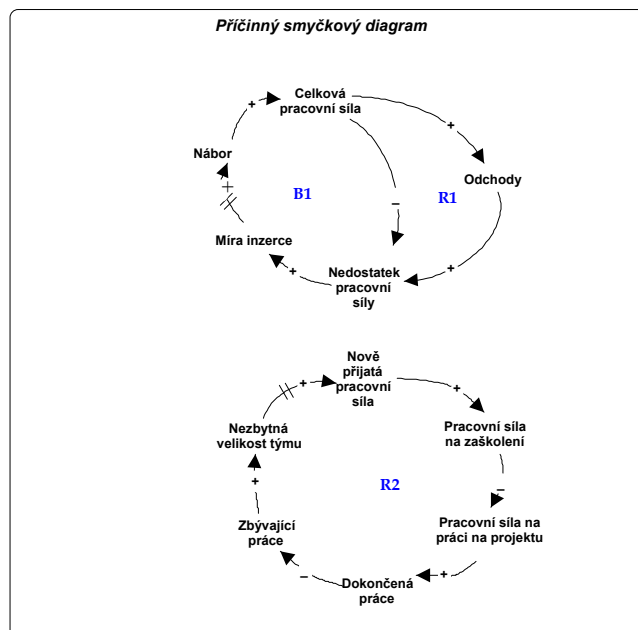 Příčinný smyčkový diagram
Celková
pracovní síla
+
+
Nábor
Odchody
+
B1
–
R1
Míra inzerce
+
Nedostatek
pracovní
síly
+
Nově
přijatá
pracovní
síla
+
+
Nezbytná
velikost týmu
Pracovní síla
na zaškolení
+
R2
–
Zbývající
práce
Pracovní síla na
práci na projektu
–
Dokončená
práce
+